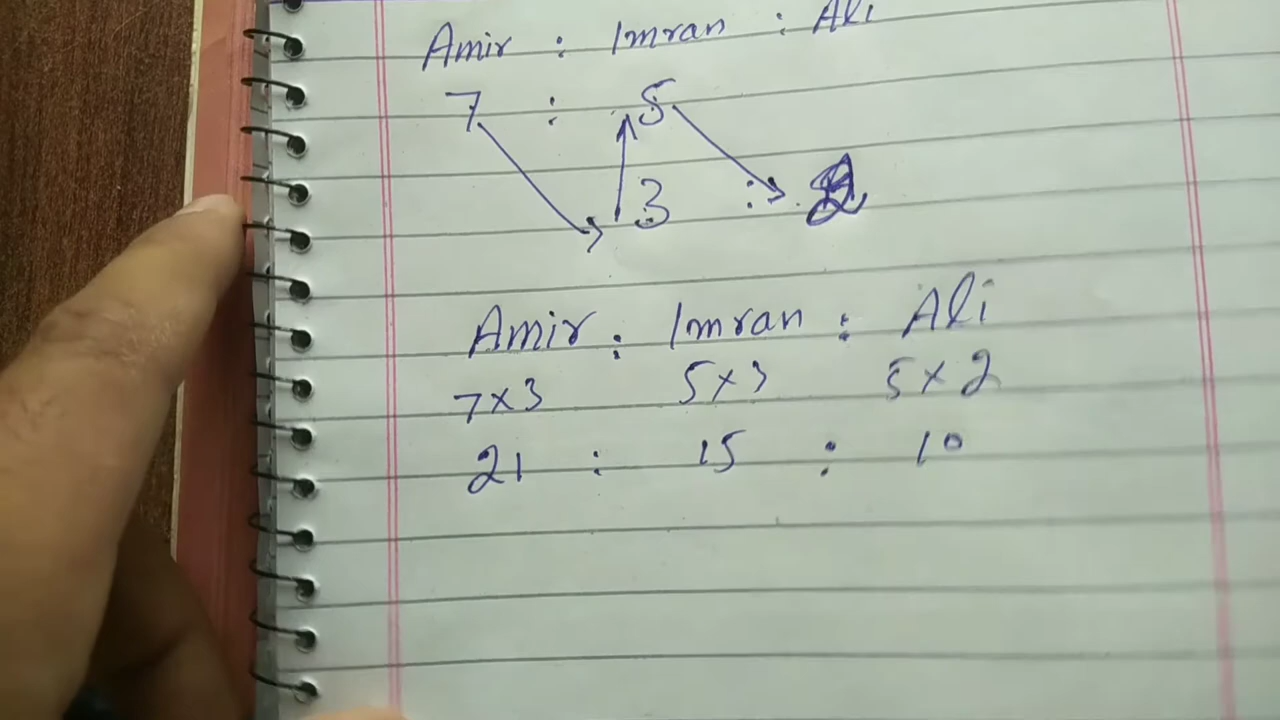 Amir : Imran : Ali
7 : 5
3 : 2
Amir : Imran : Ali
7×3 5×3 5×2
21 : 15 : 10